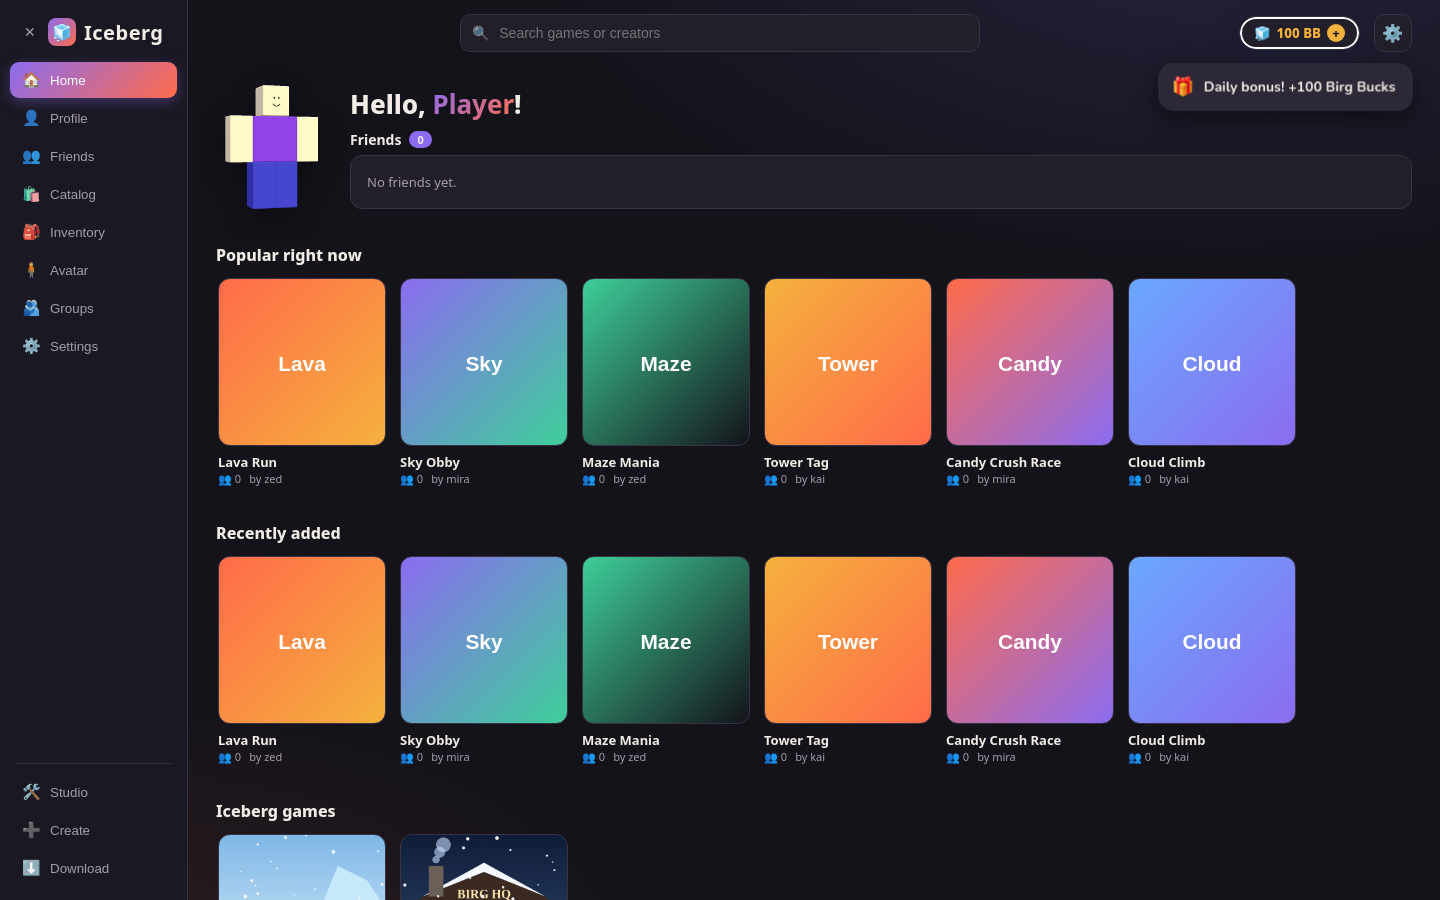 ✕ Iceberg
Home
Profile
Friends
Catalog
Inventory
Avatar
Groups
Settings
Studio
Create
Download
Search games or creators
100 BB +
Daily bonus! +100 Birg Bucks
Hello, Player!
Friends 0
No friends yet.
Popular right now
Lava
Sky
Maze
Tower
Candy
Cloud
Lava Run
0 by zed
Sky Obby
0 by mira
Maze Mania
0 by zed
Tower Tag
0 by kai
Candy Crush Race
0 by mira
Cloud Climb
0 by kai
Recently added
Lava
Sky
Maze
Tower
Candy
Cloud
Lava Run
0 by zed
Sky Obby
0 by mira
Maze Mania
0 by zed
Tower Tag
0 by kai
Candy Crush Race
0 by mira
Cloud Climb
0 by kai
Iceberg games
BIRG HQ